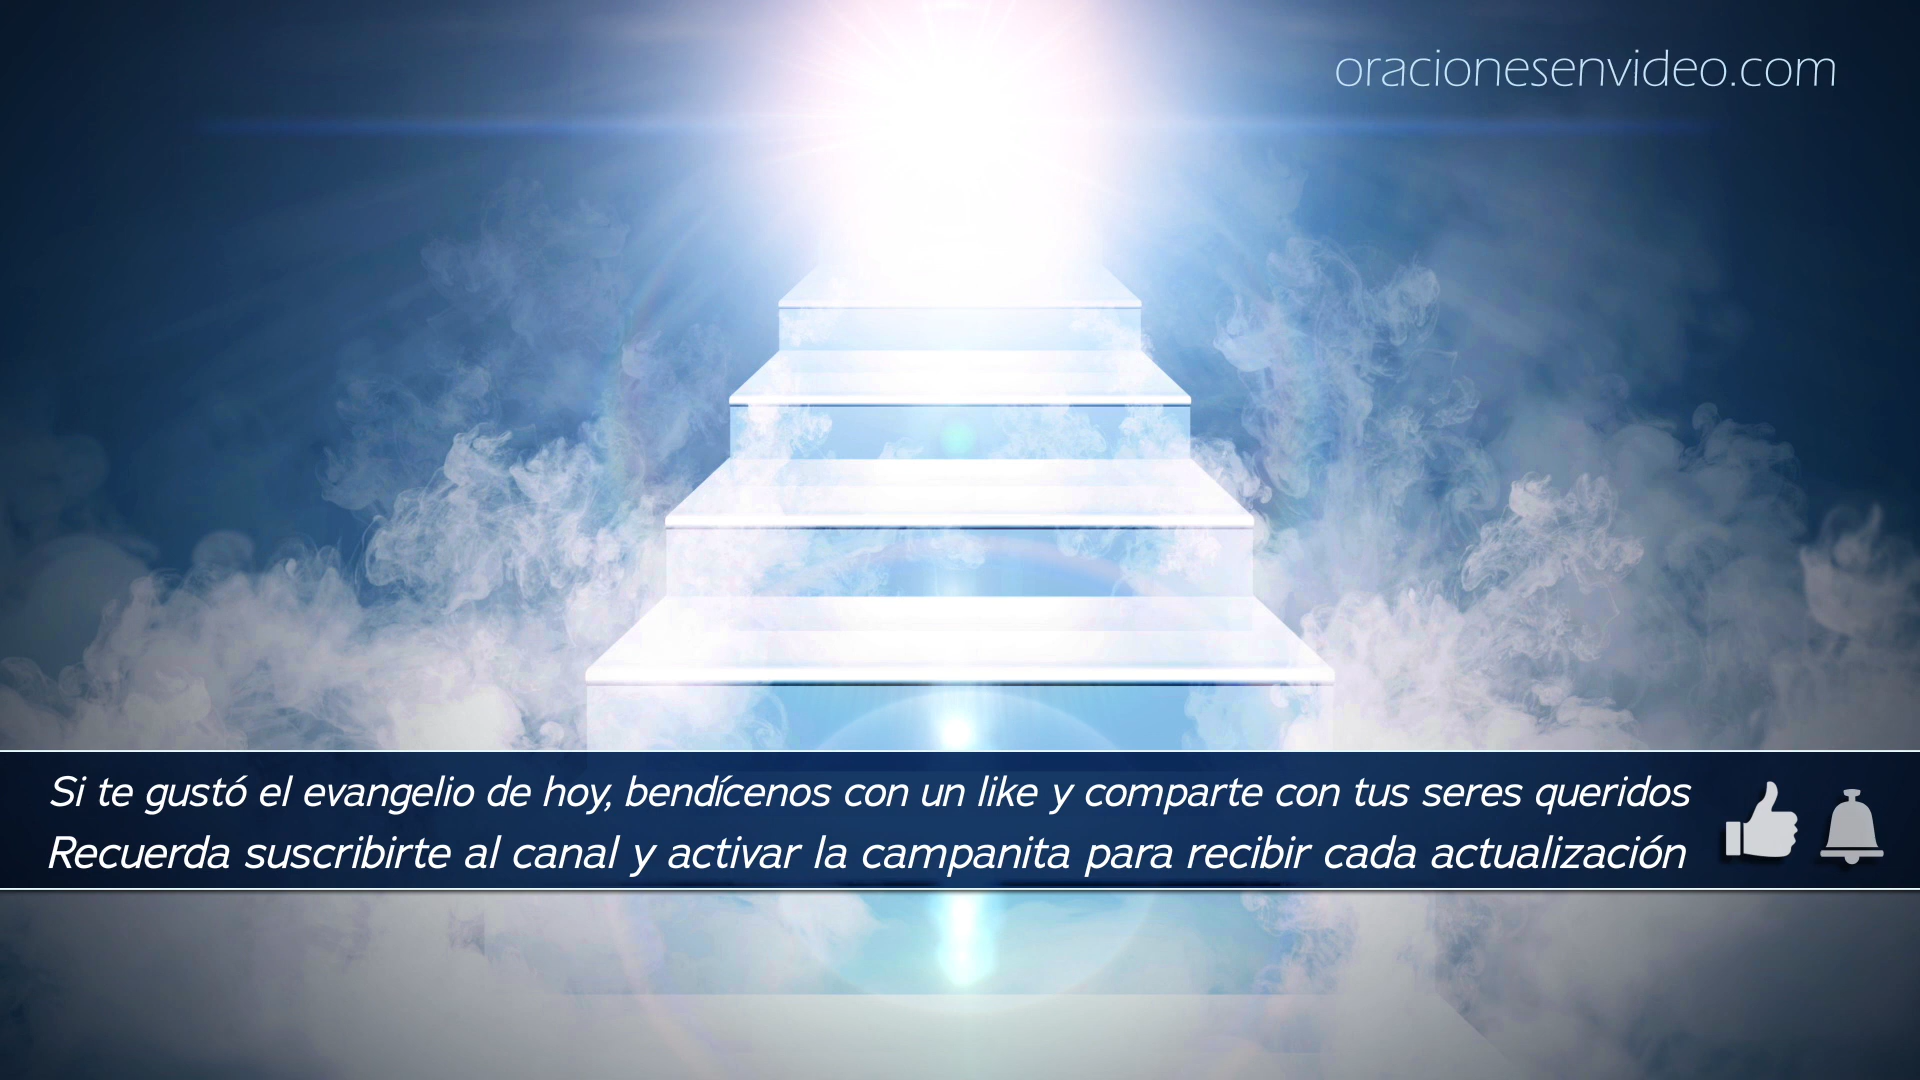 oracionesenvideo.com
Si te gustó el evangelio de hoy, bendícenos con un like y comparte con tus seres queridos
Recuerda suscribirte al canal y activar la campanita para recibir cada actualización